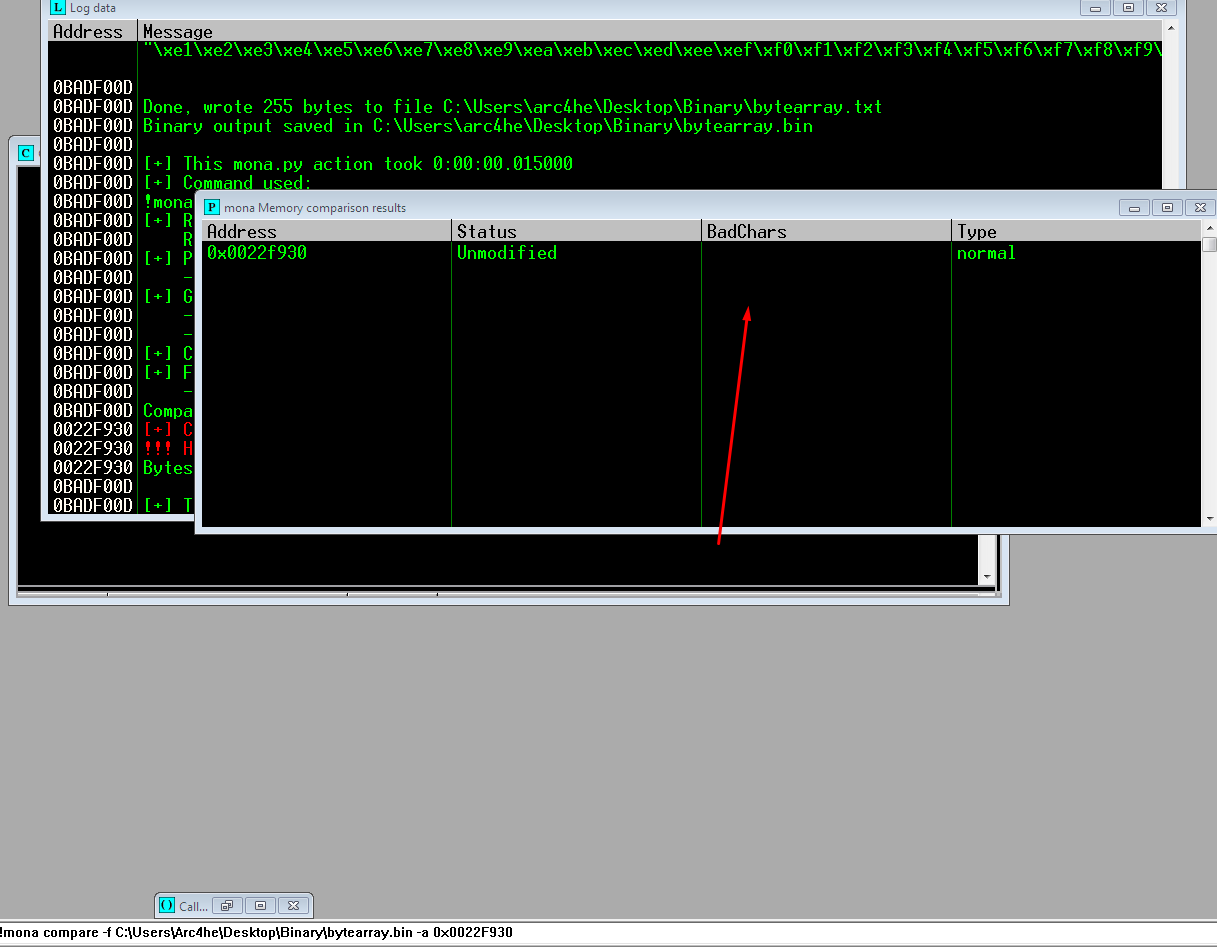 Log data
Address Message
"\xe1\xe2\xe3\xe4\xe5\xe6\xe7\xe8\xe9\xea\xeb\xec\xed\xee\xef\xf0\xf1\xf2\xf3\xf4\xf5\xf6\xf7\xf8\xf9\
0BADF00D
0BADF00D Done, wrote 255 bytes to file C:\Users\arc4he\Desktop\Binary\bytearray.txt
0BADF00D Binary output saved in C:\Users\arc4he\Desktop\Binary\bytearray.bin
0BADF00D
0BADF00D [+] This mona.py action took 0:00:00.015000
0BADF00D [+] Command used:
0BADF00D !mona
0BADF00D [+] R
0BADF00D R
0BADF00D [+] P
0BADF00D -
0BADF00D [+] G
0BADF00D -
0BADF00D -
0BADF00D [+] C
0BADF00D [+] F
0BADF00D -
0BADF00D Compa
0022F930 [+] C
0022F930 !!! H
0022F930 Bytes
0BADF00D
0BADF00D [+] T
mona Memory comparison results
Address Status BadChars Type
0x0022f930 Unmodified normal
Call...
!mona compare -f C:\Users\Arc4he\Desktop\Binary\bytearray.bin -a 0x0022F930